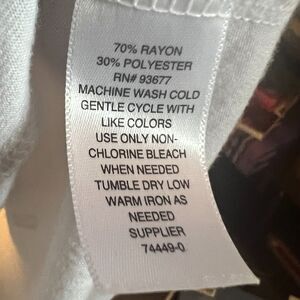 70% RAYON
30% POLYESTER
RN# 93677
MACHINE WASH COLD
GENTLE CYCLE WITH
LIKE COLORS
USE ONLY NON-
CHLORINE BLEACH
WHEN NEEDED
TUMBLE DRY LOW
WARM IRON AS
NEEDED
SUPPLIER
74449-0